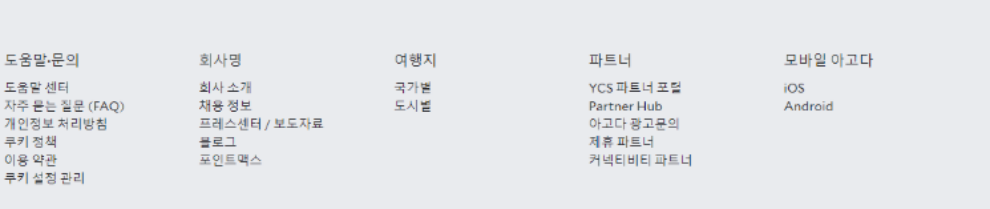 도움말·문의
도움말 센터
자주 묻는 질문 (FAQ)
개인정보 처리방침
쿠키 정책
이용 약관
쿠키 설정 관리
회사명
회사 소개
채용 정보
프레스센터 / 보도자료
블로그
포인트맥스
여행지
국가별
도시별
파트너
YCS 파트너 포털
Partner Hub
아고다 광고문의
제휴 파트너
커넥티비티 파트너
모바일 아고다
iOS
Android